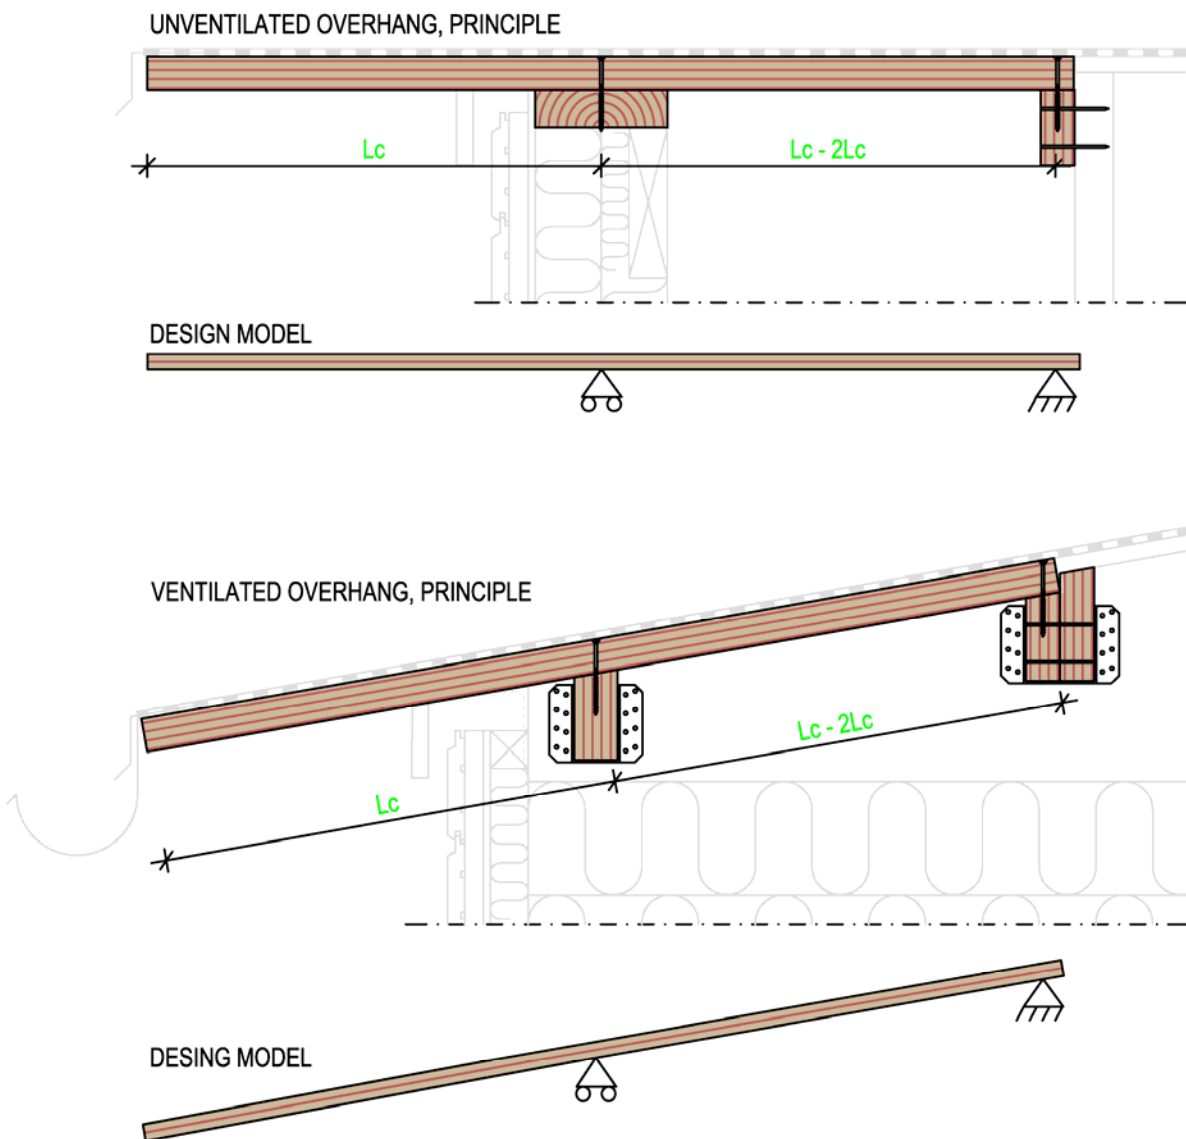 UNVENTILATED OVERHANG, PRINCIPLE
Lc
Lc - 2Lc
DESIGN MODEL
VENTILATED OVERHANG, PRINCIPLE
Lc - 2Lc
Lc
DESING MODEL